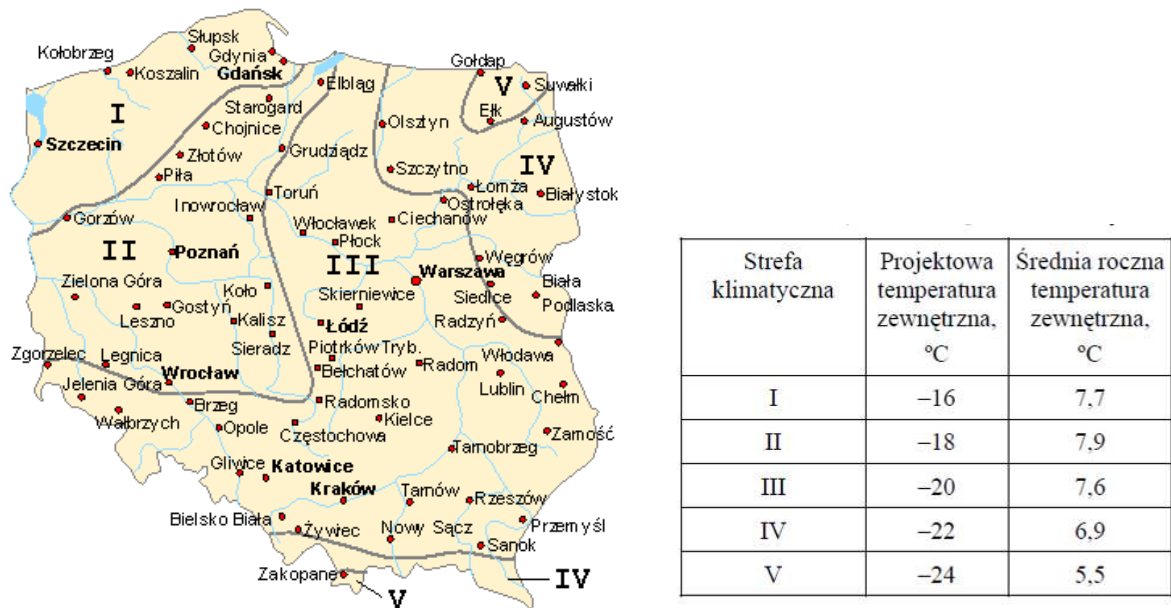 Słupsk
Kołobrzeg
Gdynia
Koszalin
Gdańsk
Gołdap
V
Suwałki
Elbląg
I
Starogard
Ełk
Chojnice
Olsztyn
Augustów
Szczecin
Grudziądz
Złotów
IV
Szczytno
Piła
Łomża
Toruń
Białystok
Inowrocław
Ostrołęka
Gorzów
Włocławek
Ciechanów
II
Poznań
Płock
Węgrów
III
Warszawa
Biała
Podlaska
Zielona Góra
Koło
Skierniewice
Siedlce
Gostyń
Leszno
Kalisz
Łódź
Radzyń
Sieradz
Zgorzelec
Legnica
Piotrków Tryb.
Włodawa
Wrocław
Bełchatów
Radom
Jelenia Góra
Lublin
Chełm
Brzeg
Radomsko
Wałbrzych
Kielce
Opole
Częstochowa
Zamość
Tarnobrzeg
Gliwice
Katowice
Kraków
Tarnów
Rzeszów
Bielsko Biała
Przemyśl
Żywiec
Nowy Sącz
Sanok
Zakopane
IV
V
Strefa
klimatyczna
Projektowa
temperatura
zewnętrzna,
ºC
Średnia roczna
temperatura
zewnętrzna,
ºC
I –16 7,7
II –18 7,9
III –20 7,6
IV –22 6,9
V –24 5,5